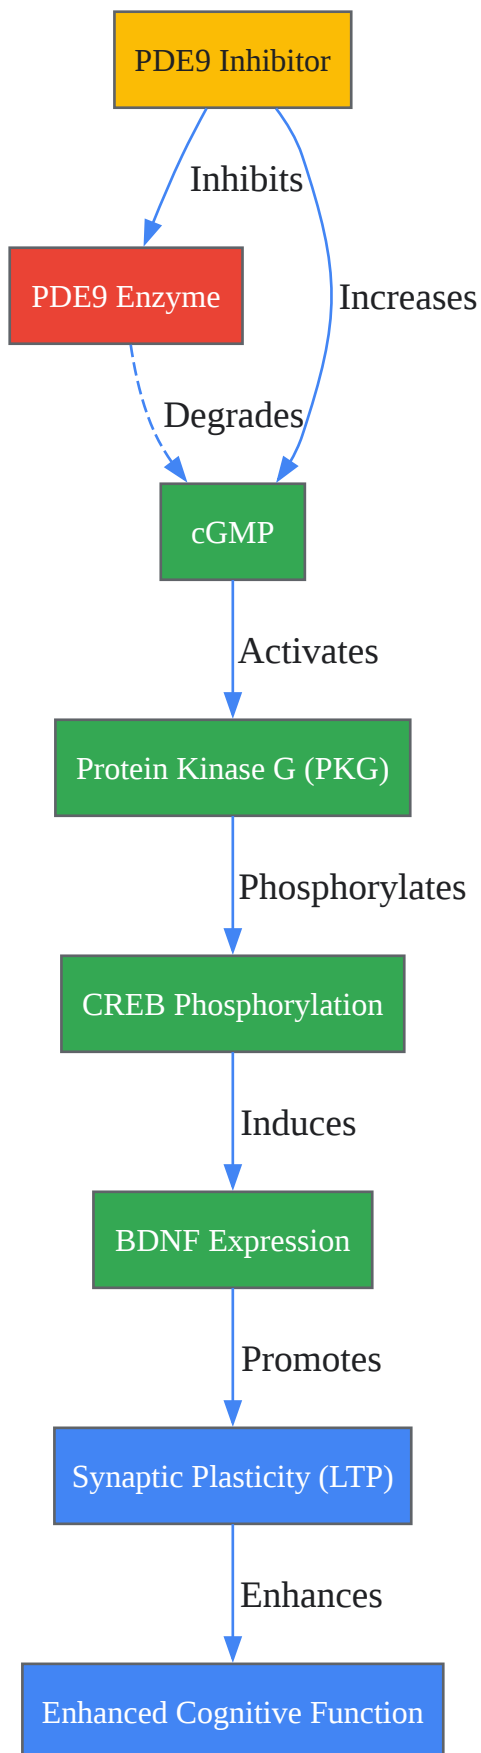 PDE9 Inhibitor
Inhibits
PDE9 Enzyme
Increases
Degrades
cGMP
Activates
Protein Kinase G (PKG)
Phosphorylates
CREB Phosphorylation
Induces
BDNF Expression
Promotes
Synaptic Plasticity (LTP)
Enhances
Enhanced Cognitive Function